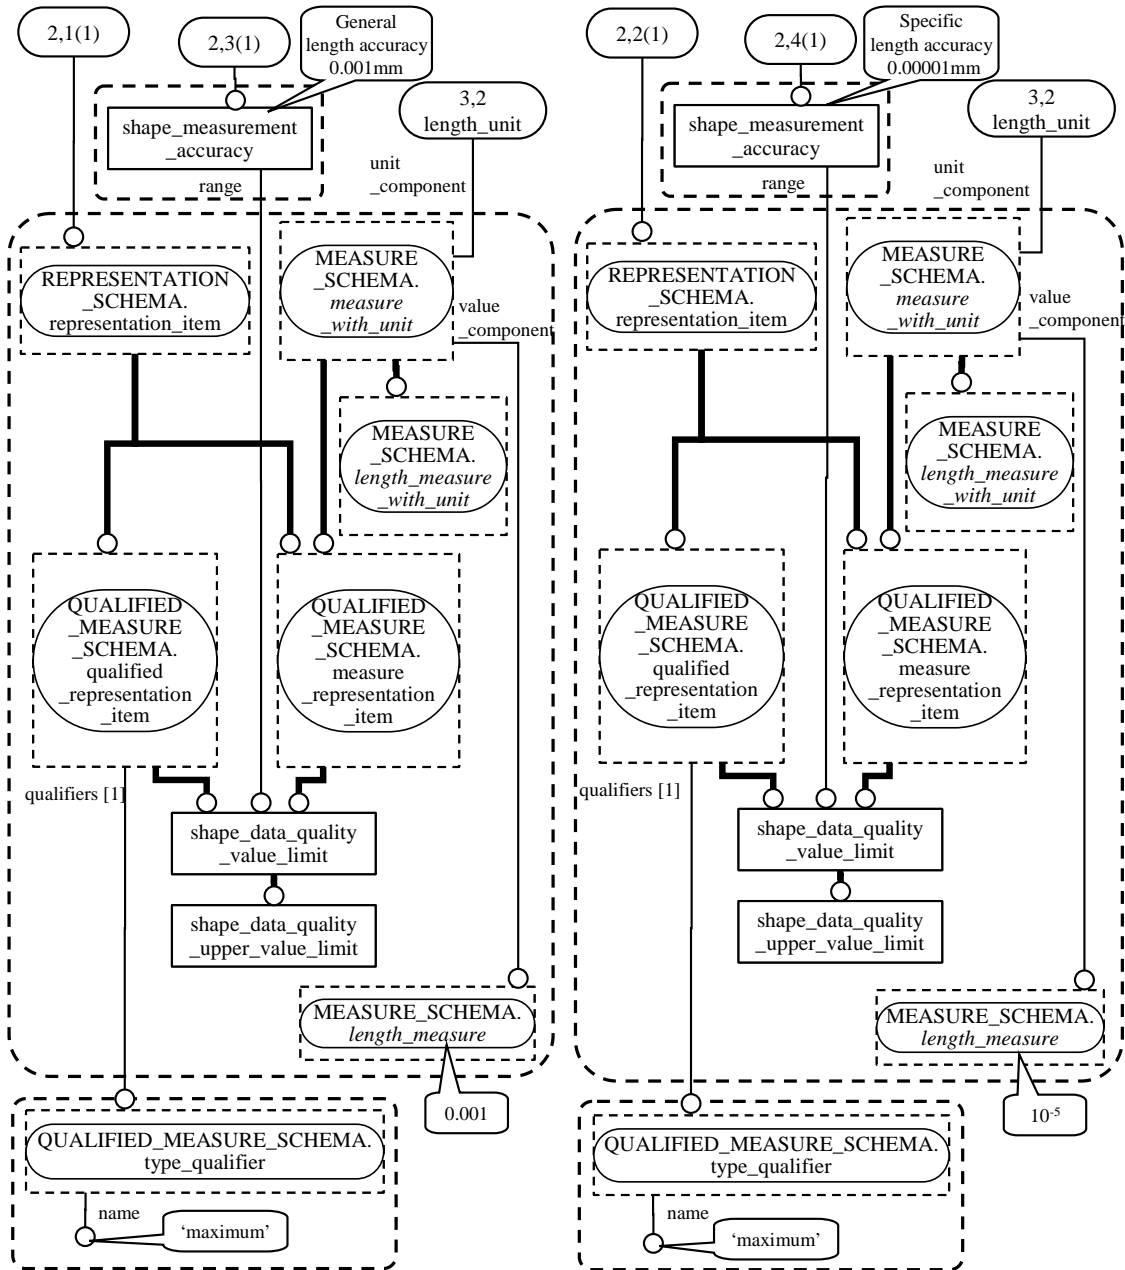 2,1(1)
2,3(1)
General
length accuracy
0.001mm
3,2
length_unit
shape_measurement
_accuracy
range
unit
_component
REPRESENTATION
_SCHEMA.
representation_item
MEASURE
_SCHEMA.
measure
_with_unit
value
_component
MEASURE
_SCHEMA.
length_measure
_with_unit
QUALIFIED
_MEASURE
_SCHEMA.
qualified
_representation
_item
QUALIFIED
_MEASURE
_SCHEMA.
measure
_representation
_item
qualifiers [1]
shape_data_quality
_value_limit
shape_data_quality
_upper_value_limit
MEASURE_SCHEMA.
length_measure
0.001
QUALIFIED_MEASURE_SCHEMA.
type_qualifier
name
‘maximum’
2,2(1)
2,4(1)
Specific
length accuracy
0.00001mm
3,2
length_unit
shape_measurement
_accuracy
range
unit
_component
REPRESENTATION
_SCHEMA.
representation_item
MEASURE
_SCHEMA.
measure
_with_unit
value
_component
MEASURE
_SCHEMA.
length_measure
_with_unit
QUALIFIED
_MEASURE
_SCHEMA.
qualified
_representation
_item
QUALIFIED
_MEASURE
_SCHEMA.
measure
_representation
_item
qualifiers [1]
shape_data_quality
_value_limit
shape_data_quality
_upper_value_limit
MEASURE_SCHEMA.
length_measure
10⁻⁵
QUALIFIED_MEASURE_SCHEMA.
type_qualifier
name
‘maximum’